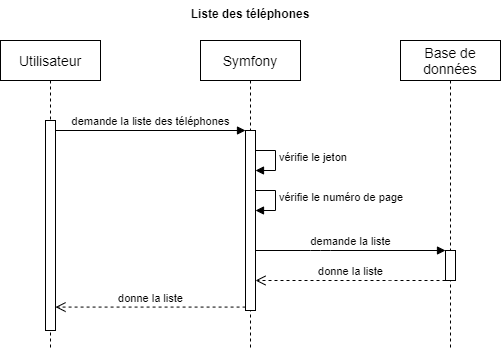 Liste des téléphones
Utilisateur
Symfony
Base de
données
demande la liste des téléphones
vérifie le jeton
vérifie le numéro de page
demande la liste
donne la liste
donne la liste